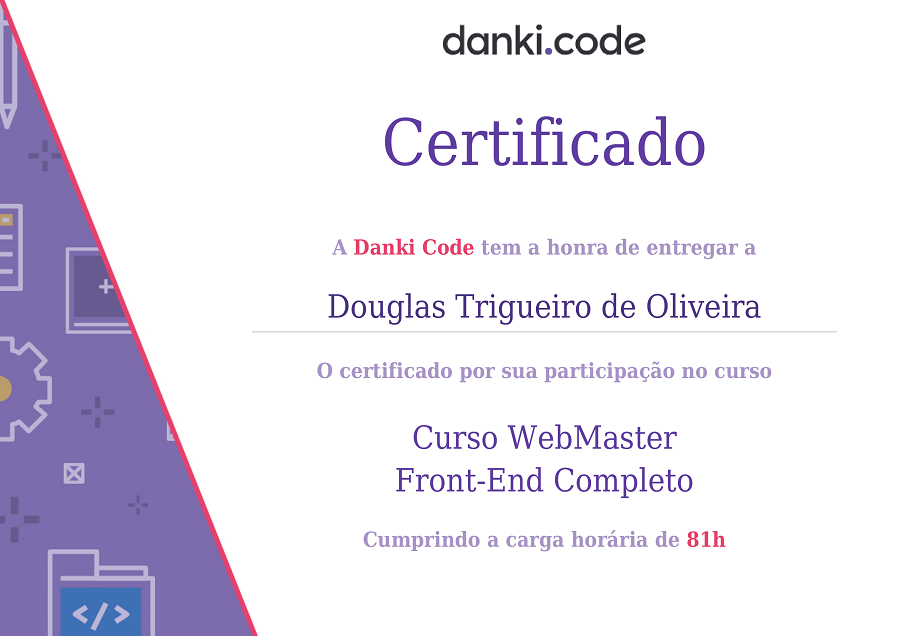 danki.code
Certificado
A Danki Code tem a honra de entregar a
Douglas Trigueiro de Oliveira
O certificado por sua participação no curso
Curso WebMaster
Front-End Completo
Cumprindo a carga horária de 81h
</>